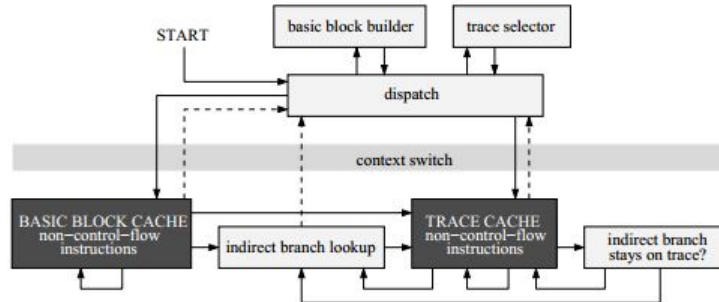 basic block builder
trace selector
START
dispatch
context switch
BASIC BLOCK CACHE
non−control−flow
instructions
indirect branch lookup
TRACE CACHE
non−control−flow
instructions
indirect branch
stays on trace?